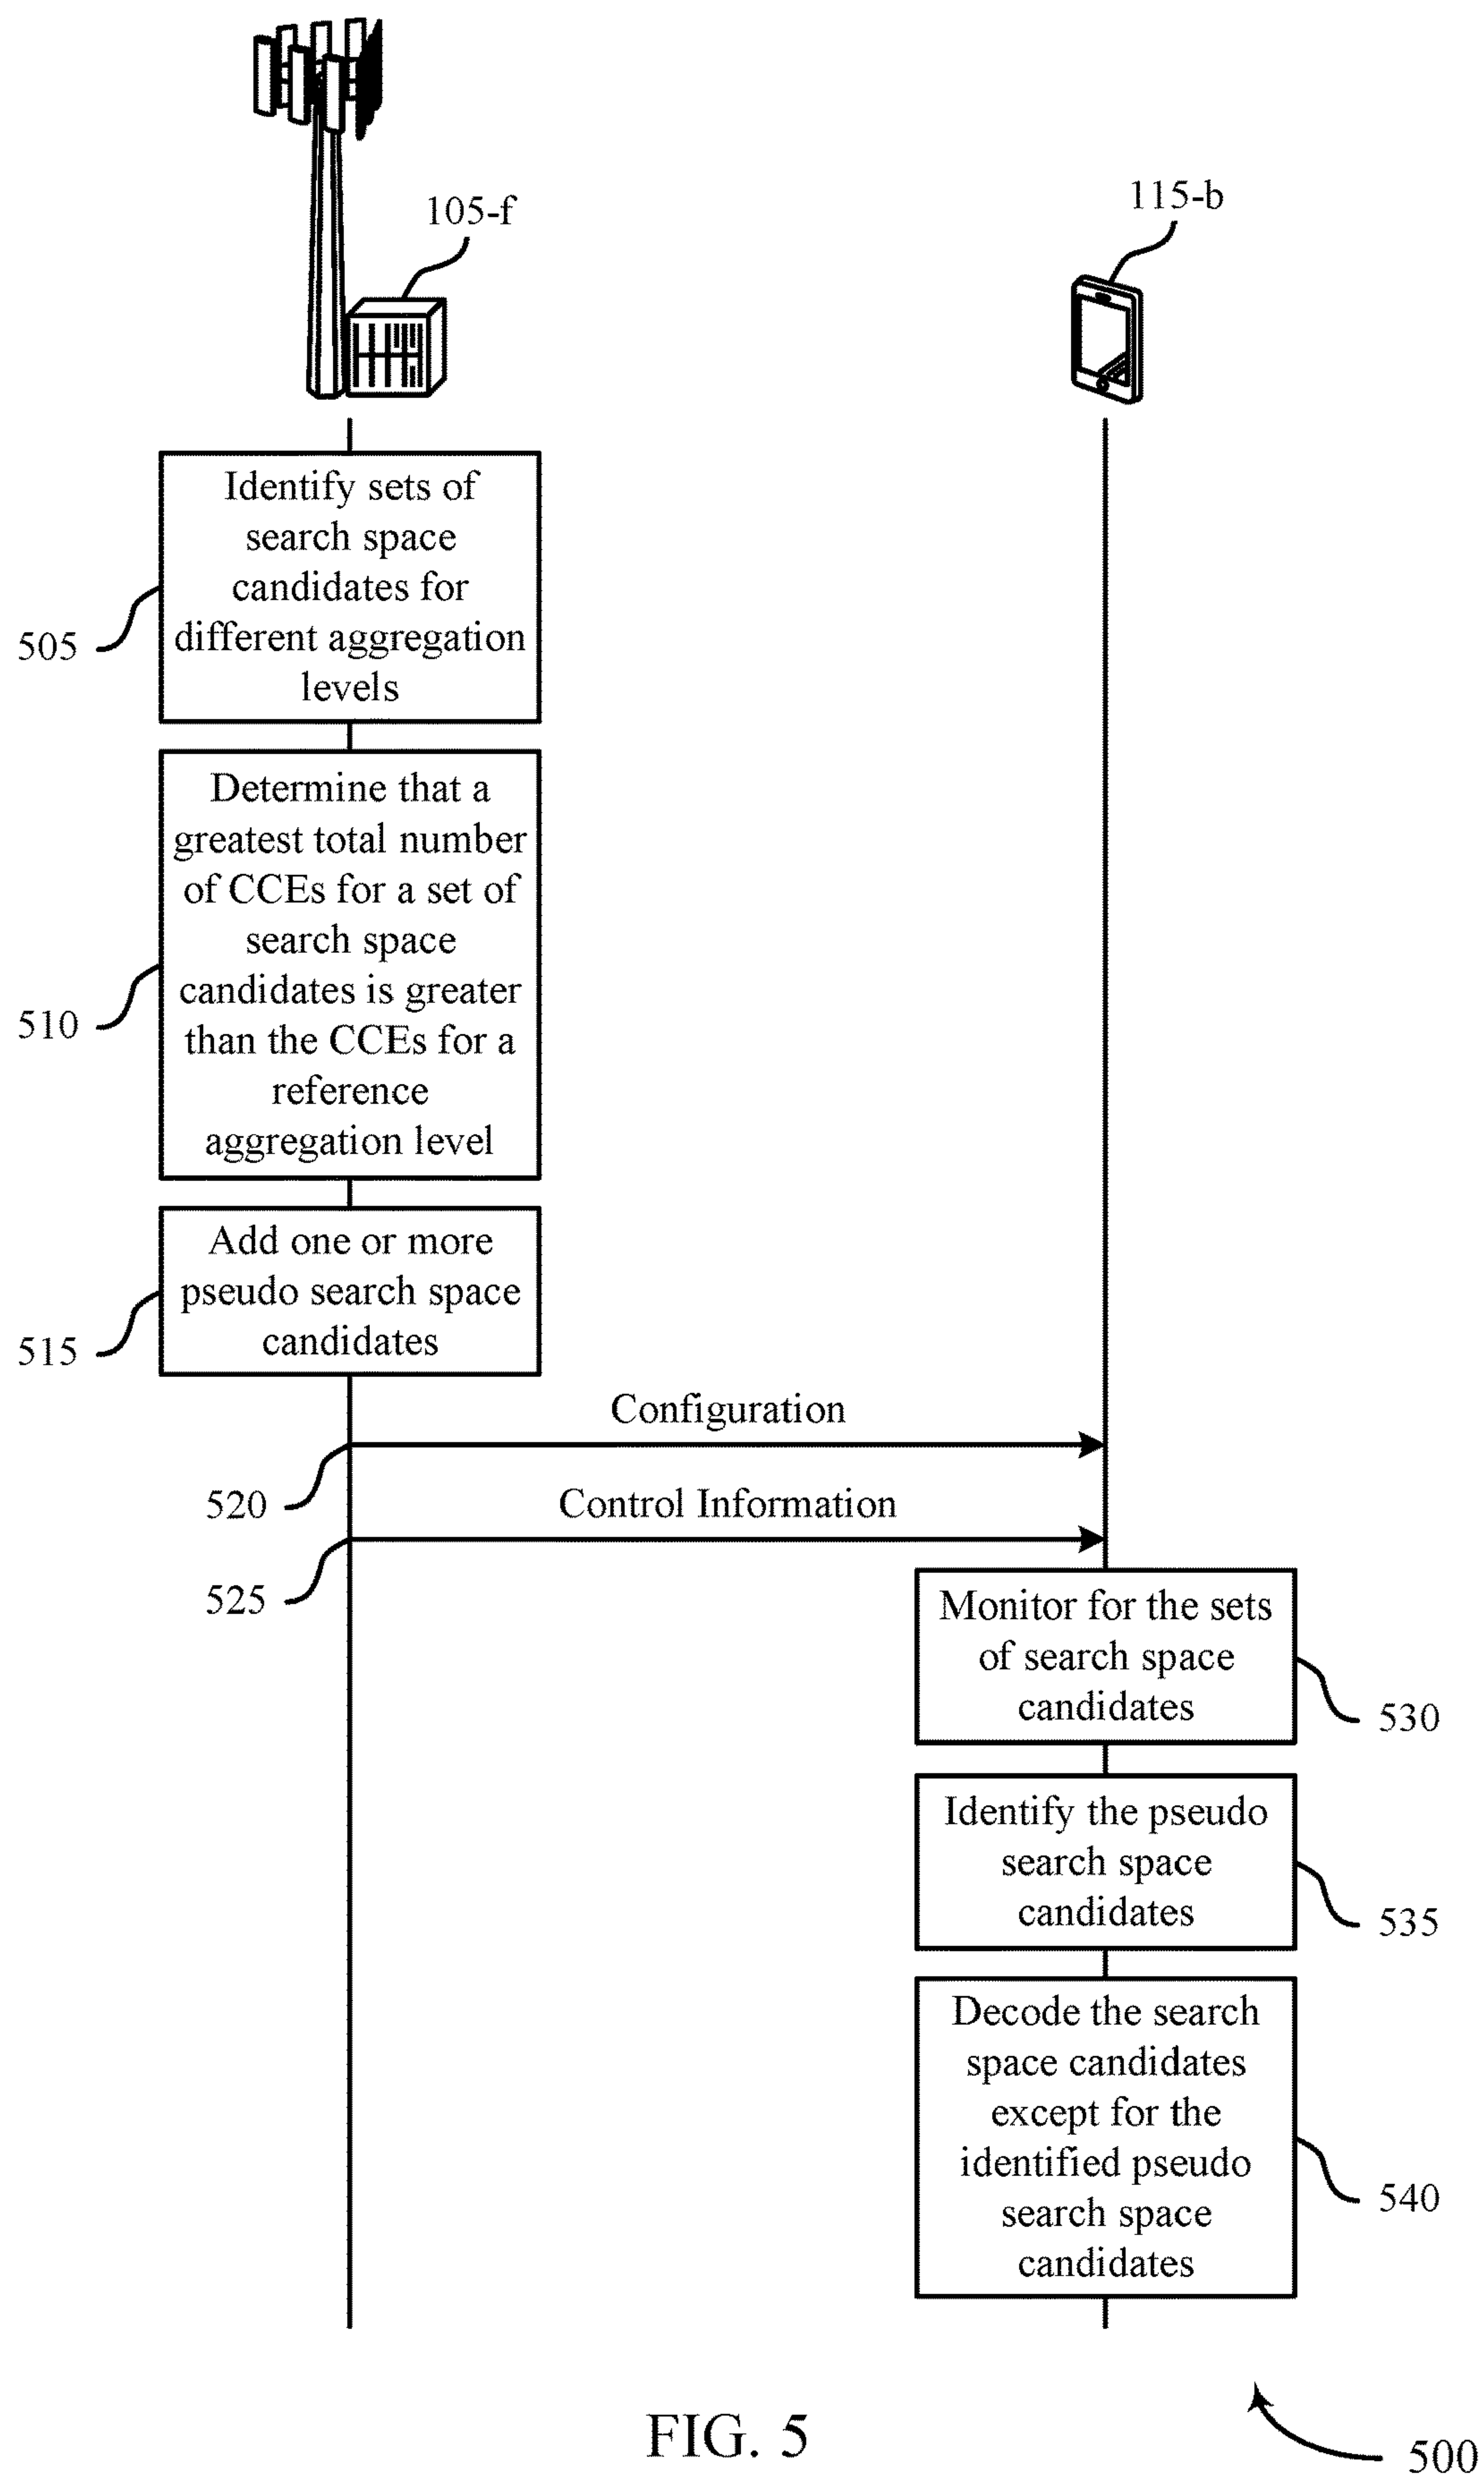 105-f
115-b
Identify sets of
search space
candidates for
different aggregation
levels
505
Determine that a
greatest total number
of CCEs for a set of
search space
candidates is greater
than the CCEs for a
reference
aggregation level
510
Add one or more
pseudo search space
candidates
515
Configuration
520
Control Information
525
Monitor for the sets
of search space
candidates
530
Identify the pseudo
search space
candidates
535
Decode the search
space candidates
except for the
identified pseudo
search space
candidates
540
FIG. 5
500